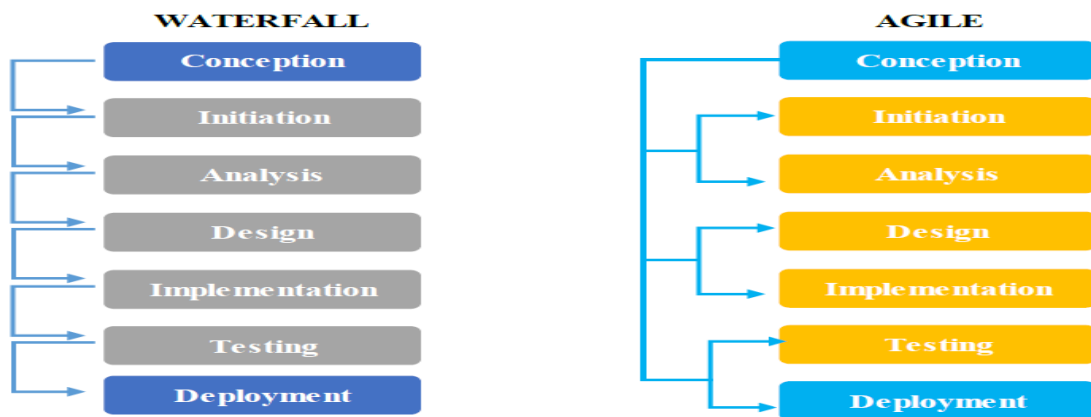 WATERFALL
Conception
Initiation
Analysis
Design
Implementation
Testing
Deployment
AGILE
Conception
Initiation
Analysis
Design
Implementation
Testing
Deployment